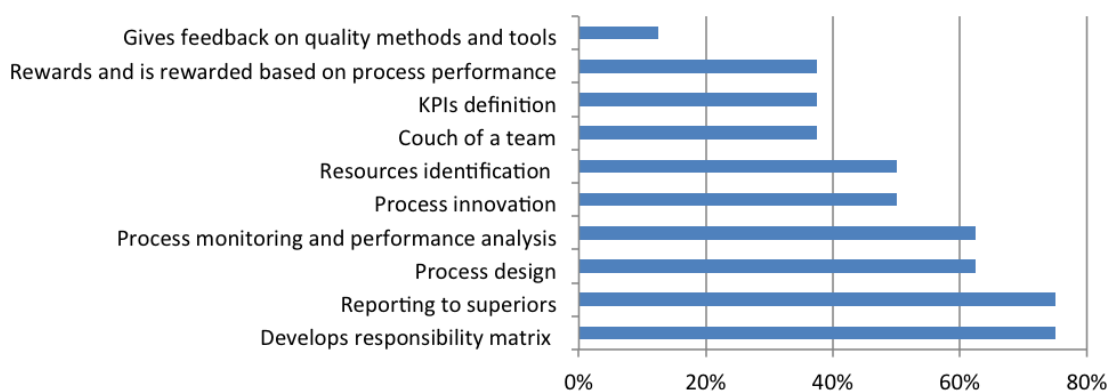 Gives feedback on quality methods and tools
Rewards and is rewarded based on process performance
KPIs definition
Couch of a team
Resources identification
Process innovation
Process monitoring and performance analysis
Process design
Reporting to superiors
Develops responsibility matrix
0% 20% 40% 60% 80%